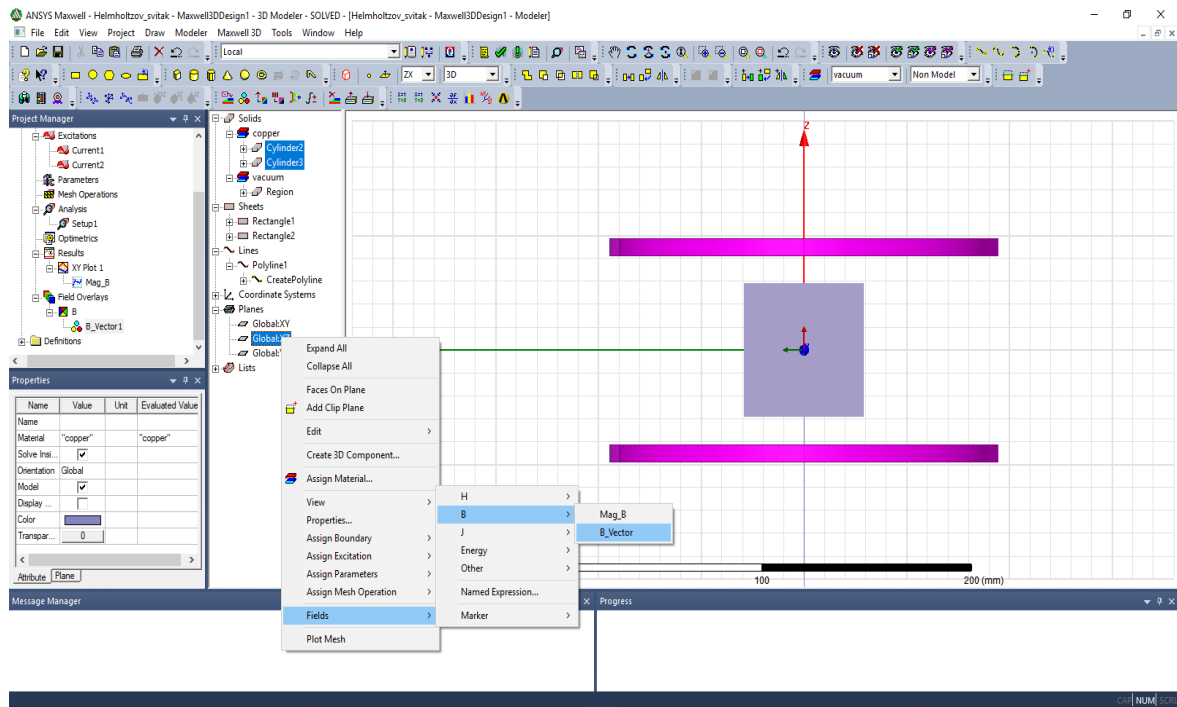 ANSYS Maxwell - Helmholtzov_svitak - Maxwell3DDesign1 - 3D Modeler - SOLVED - [Helmholtzov_svitak - Maxwell3DDesign1 - Modeler]
File Edit View Project Draw Modeler Maxwell 3D Tools Window Help
Local
ZX 3D vacuum Non Model
Project Manager
Excitations
Current1
Current2
Parameters
Mesh Operations
Analysis
Setup1
Optimetrics
Results
XY Plot 1
Mag_B
Field Overlays
B
B_Vector1
Definitions
Properties
Name Value Unit Evaluated Value
Name
Material "copper" "copper"
Solve Insi...
Orientation Global
Model
Display ...
Color
Transpar... 0
Attribute Plane
Solids
copper
Cylinder2
Cylinder3
vacuum
Region
Sheets
Rectangle1
Rectangle2
Lines
Polyline1
CreatePolyline
Coordinate Systems
Planes
Global:XY
Global:
Lists
Expand All
Collapse All
Faces On Plane
Add Clip Plane
Edit
Create 3D Component...
Assign Material...
View
Properties...
Assign Boundary
Assign Excitation
Assign Parameters
Assign Mesh Operation
Fields
Plot Mesh
H
B
J
Energy
Other
Named Expression...
Marker
Mag_B
B_Vector
Z
100 200 (mm)
Message Manager
Progress
CAP NUM SCRL